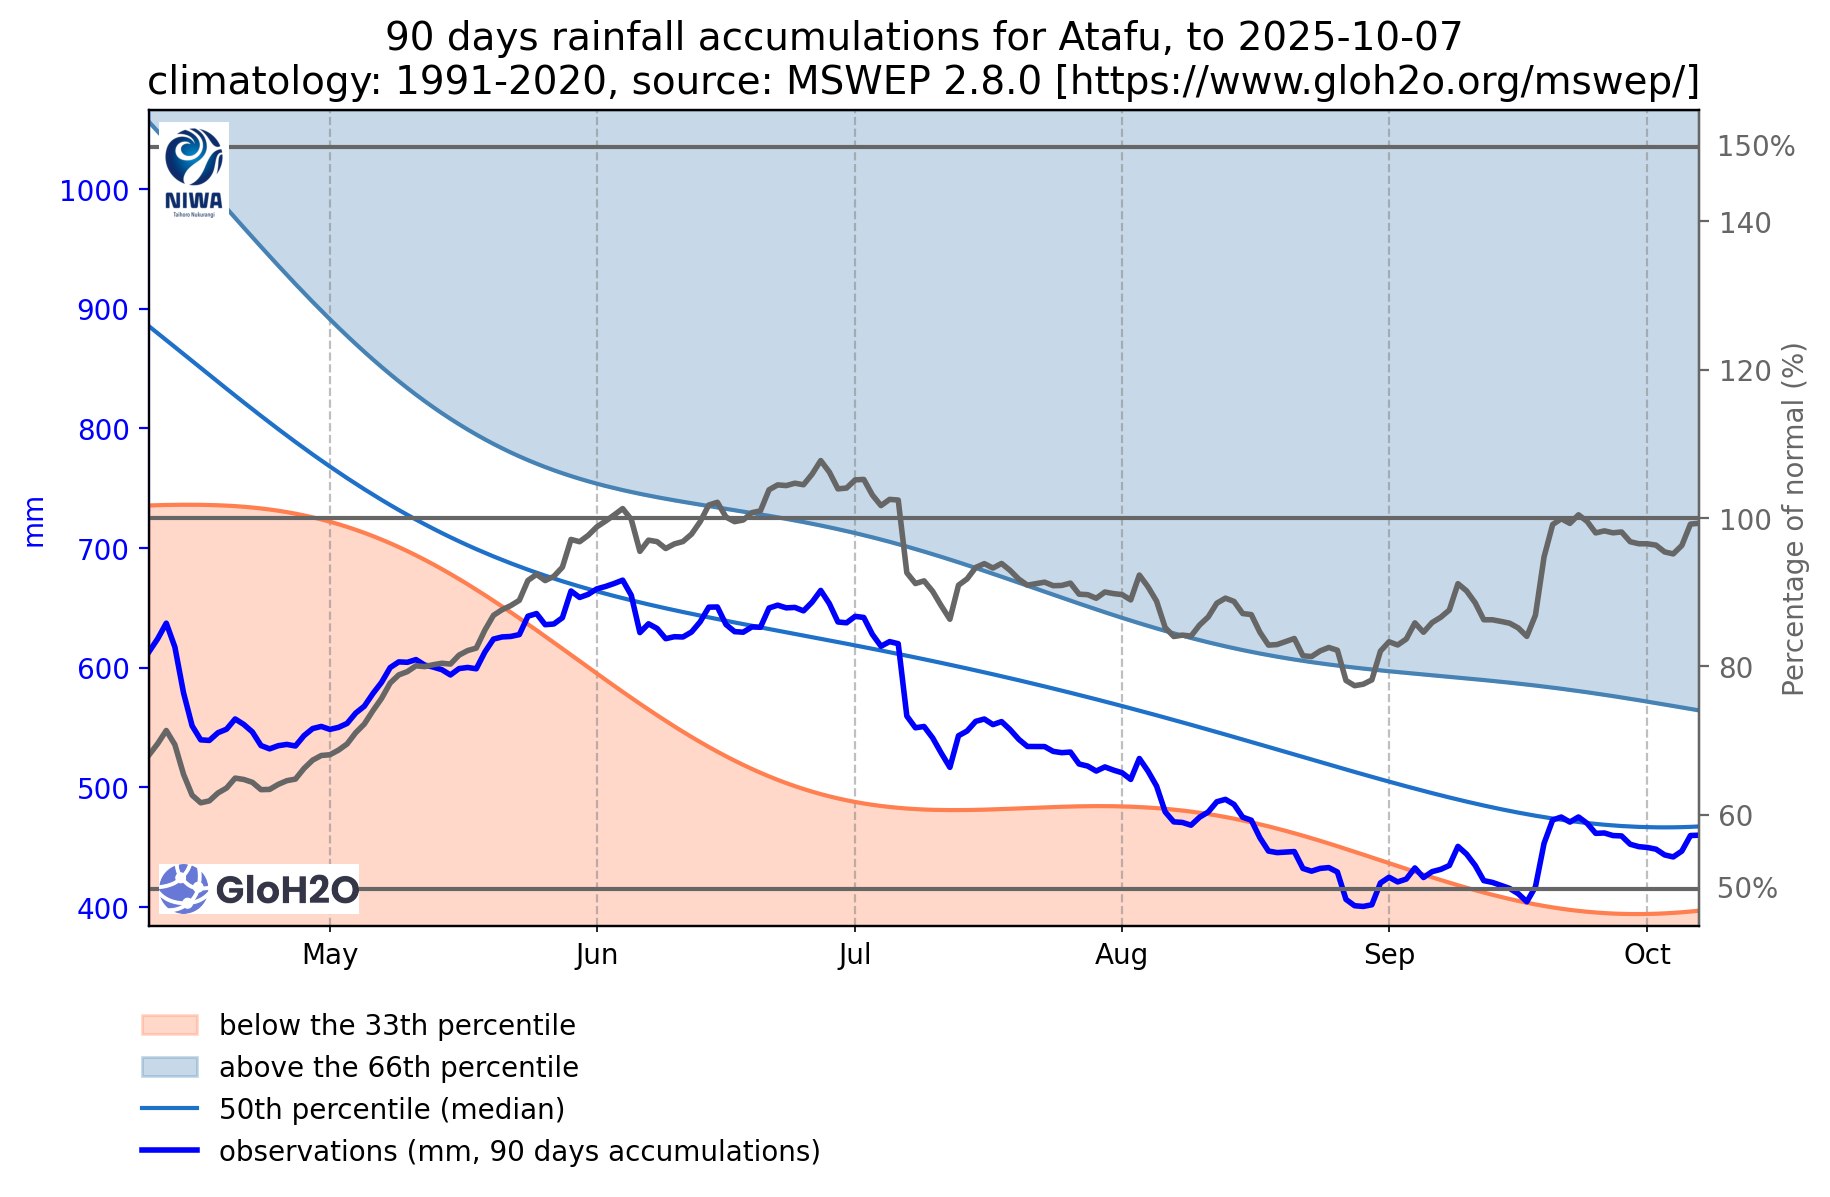 90 days rainfall accumulations for Atafu, to 2025-10-07
climatology: 1991-2020, source: MSWEP 2.8.0 [https://www.gloh2o.org/mswep/]
NIWA
Taihoro Nukurangi
1000
900
800
700
600
500
400
mm
150%
140
120
100
80
60
50%
Percentage of normal (%)
GloH2O
May
Jun
Jul
Aug
Sep
Oct
below the 33th percentile
above the 66th percentile
50th percentile (median)
observations (mm, 90 days accumulations)